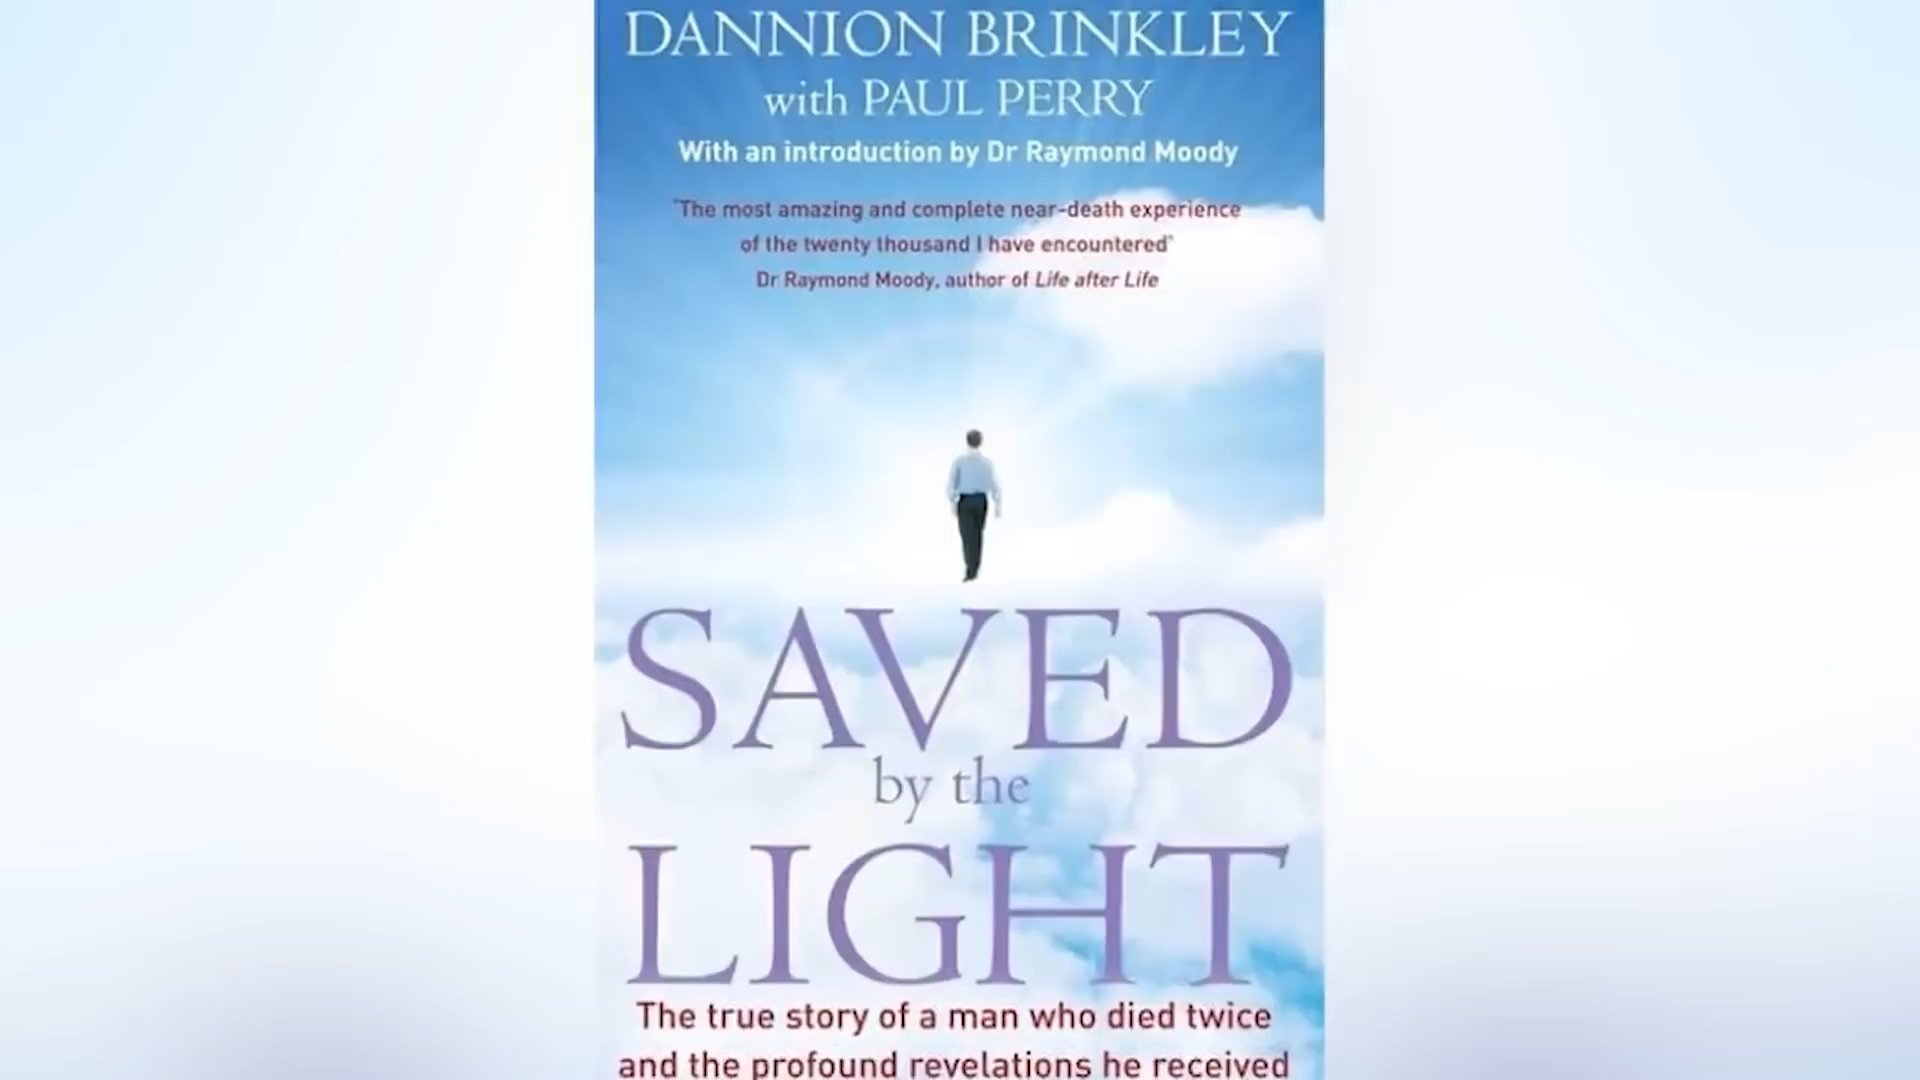 DANNION BRINKLEY
with PAUL PERRY
With an introduction by Dr Raymond Moody
'The most amazing and complete near-death experience
of the twenty thousand I have encountered'
Dr Raymond Moody, author of Life after Life
SAVED
by the
LIGHT
The true story of a man who died twice
and the profound revelations he received